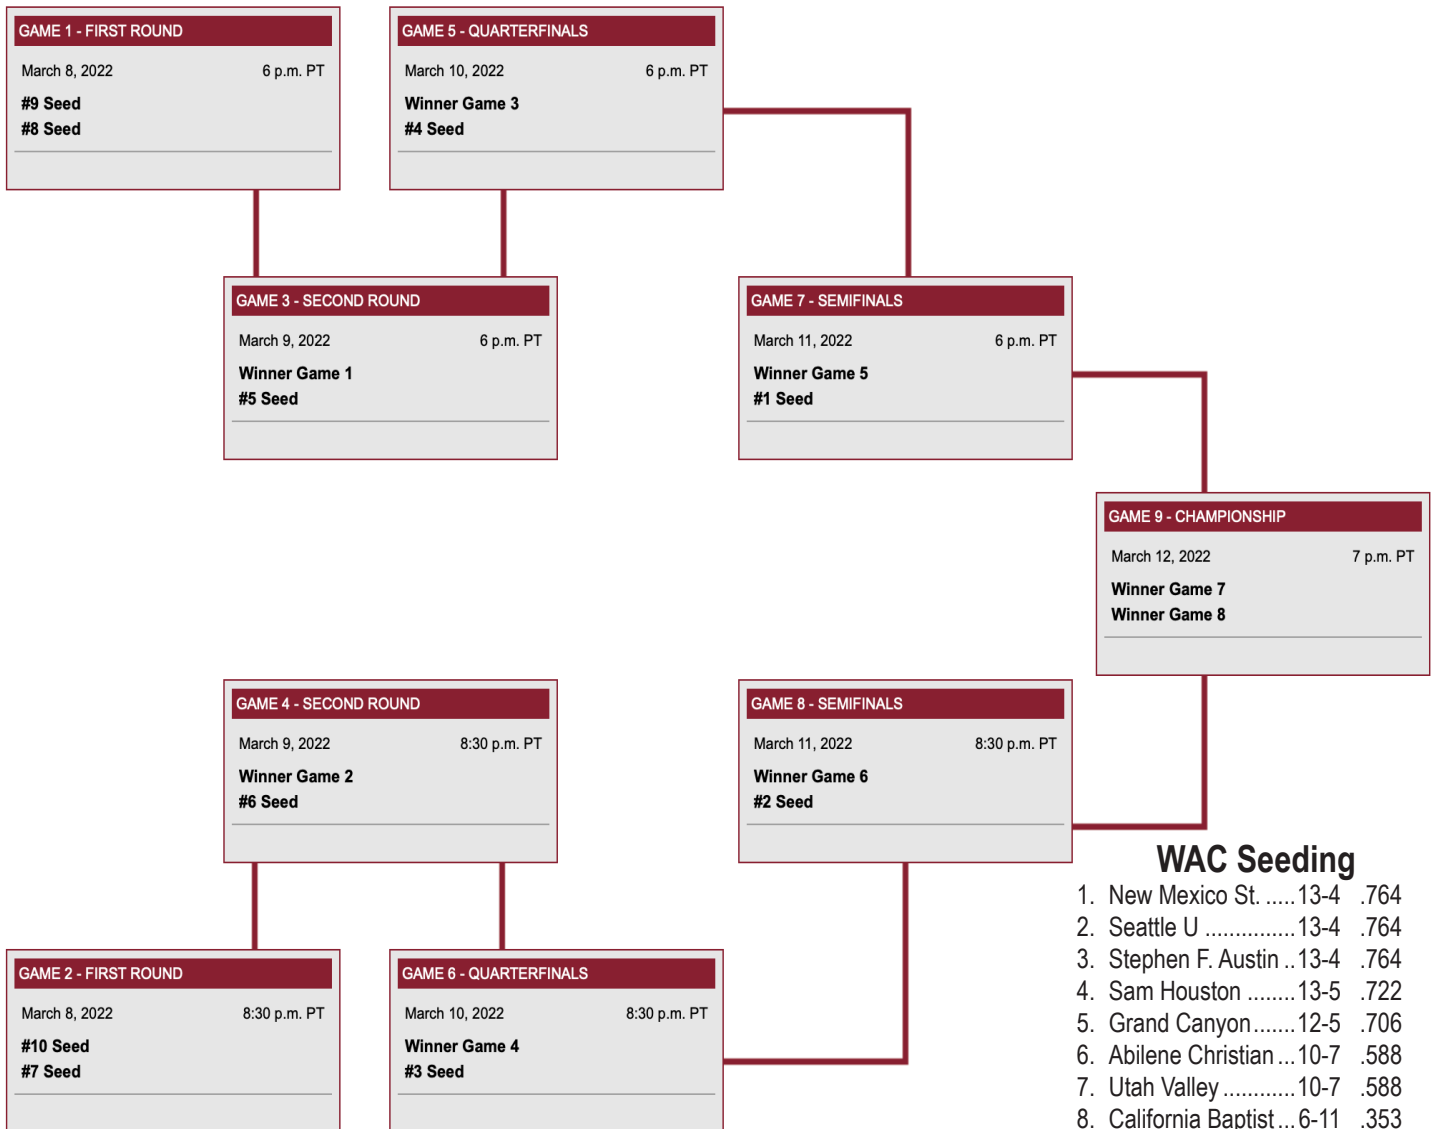 GAME 1 - FIRST ROUND
March 8, 2022 6 p.m. PT
#9 Seed
#8 Seed
GAME 5 - QUARTERFINALS
March 10, 2022 6 p.m. PT
Winner Game 3
#4 Seed
GAME 3 - SECOND ROUND
March 9, 2022 6 p.m. PT
Winner Game 1
#5 Seed
GAME 7 - SEMIFINALS
March 11, 2022 6 p.m. PT
Winner Game 5
#1 Seed
GAME 9 - CHAMPIONSHIP
March 12, 2022 7 p.m. PT
Winner Game 7
Winner Game 8
GAME 4 - SECOND ROUND
March 9, 2022 8:30 p.m. PT
Winner Game 2
#6 Seed
GAME 8 - SEMIFINALS
March 11, 2022 8:30 p.m. PT
Winner Game 6
#2 Seed
GAME 2 - FIRST ROUND
March 8, 2022 8:30 p.m. PT
#10 Seed
#7 Seed
GAME 6 - QUARTERFINALS
March 10, 2022 8:30 p.m. PT
Winner Game 4
#3 Seed
WAC Seeding
1. New Mexico St. .....13-4 .764
2. Seattle U ...............13-4 .764
3. Stephen F. Austin ..13-4 .764
4. Sam Houston ........13-5 .722
5. Grand Canyon.......12-5 .706
6. Abilene Christian ...10-7 .588
7. Utah Valley ............10-7 .588
8. California Baptist ...6-11 .353